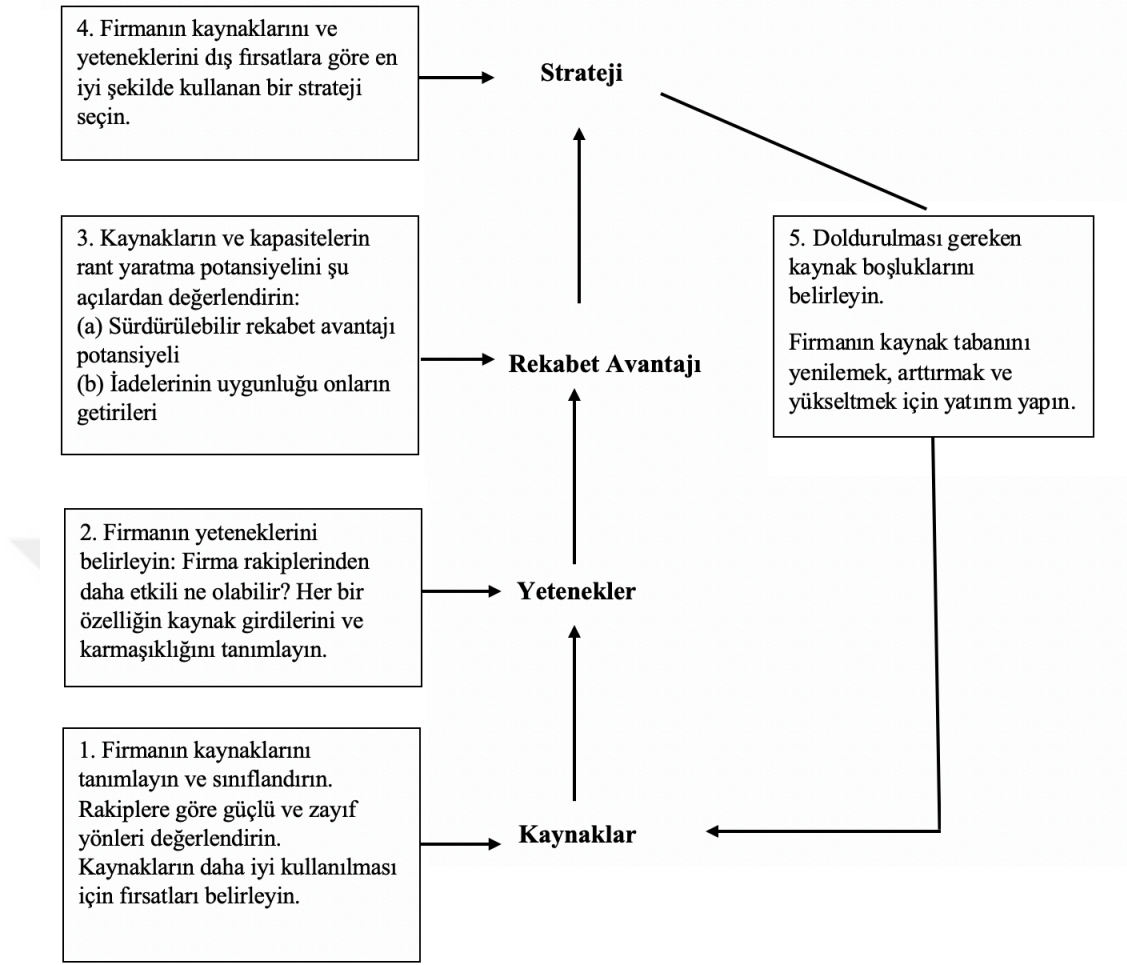 4. Firmanın kaynaklarını ve
yeteneklerini dış fırsatlara göre en
iyi şekilde kullanan bir strateji
seçin.
Strateji
3. Kaynakların ve kapasitelerin
rant yaratma potansiyelini şu
açılardan değerlendirin:
(a) Sürdürülebilir rekabet avantajı
potansiyeli
(b) İadelerinin uygunluğu onların
getirileri
Rekabet Avantajı
5. Doldurulması gereken
kaynak boşluklarını
belirleyin.
Firmanın kaynak tabanını
yenilemek, arttırmak ve
yükseltmek için yatırım yapın.
2. Firmanın yeteneklerini
belirleyin: Firma rakiplerinden
daha etkili ne olabilir? Her bir
özelliğin kaynak girdilerini ve
karmaşıklığını tanımlayın.
Yetenekler
1. Firmanın kaynaklarını
tanımlayın ve sınıflandırın.
Rakiplere göre güçlü ve zayıf
yönleri değerlendirin.
Kaynakların daha iyi kullanılması
için fırsatları belirleyin.
Kaynaklar